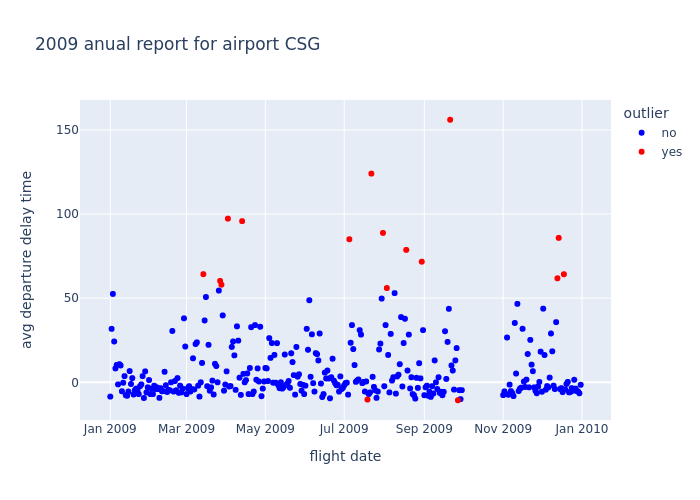 2009 anual report for airport CSG
outlier
no
yes
avg departure delay time
150
100
50
0
Jan 2009
Mar 2009
May 2009
Jul 2009
Sep 2009
Nov 2009
Jan 2010
flight date